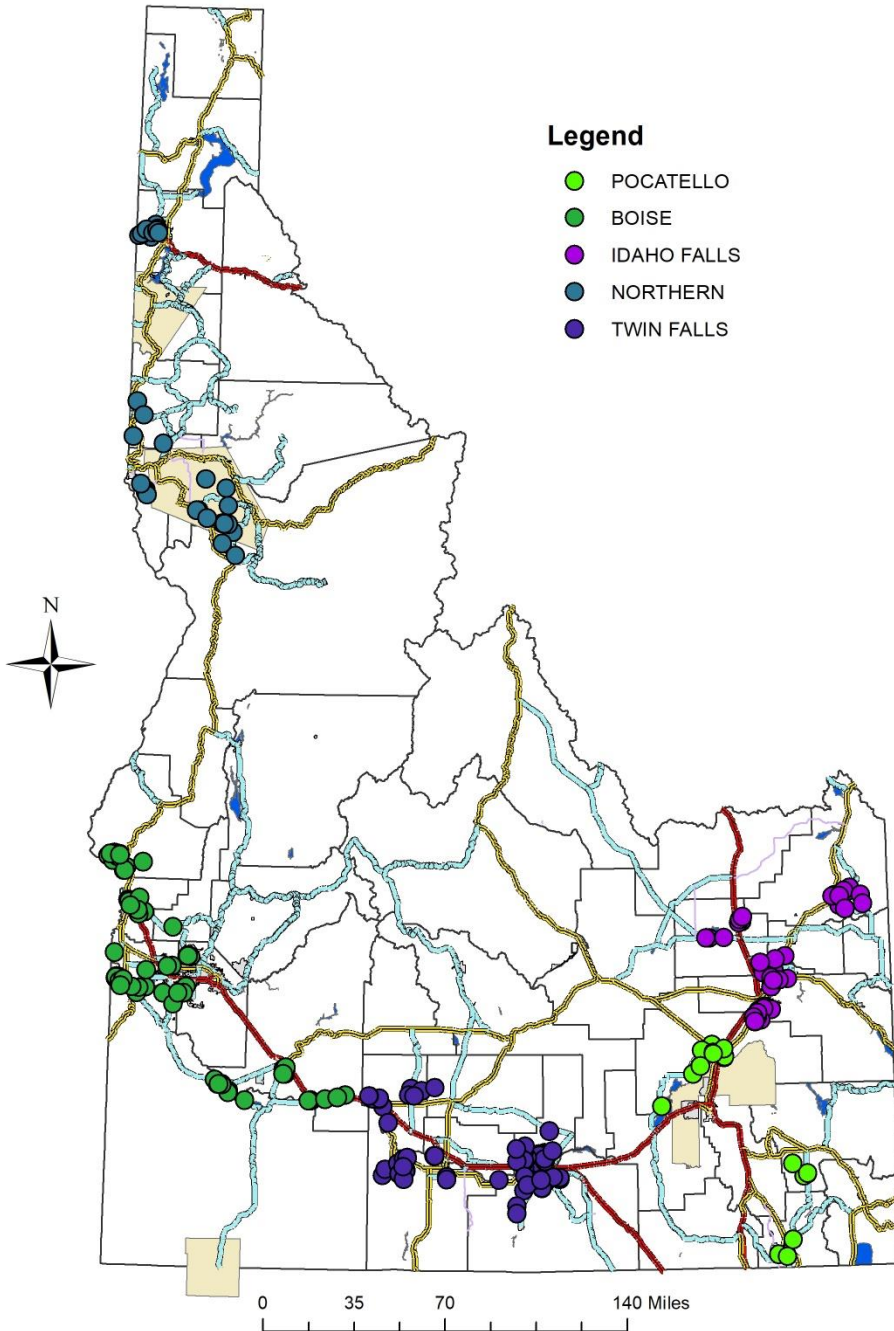 Legend
POCATELLO
BOISE
IDAHO FALLS
NORTHERN
TWIN FALLS
N
0 35 70 140 Miles